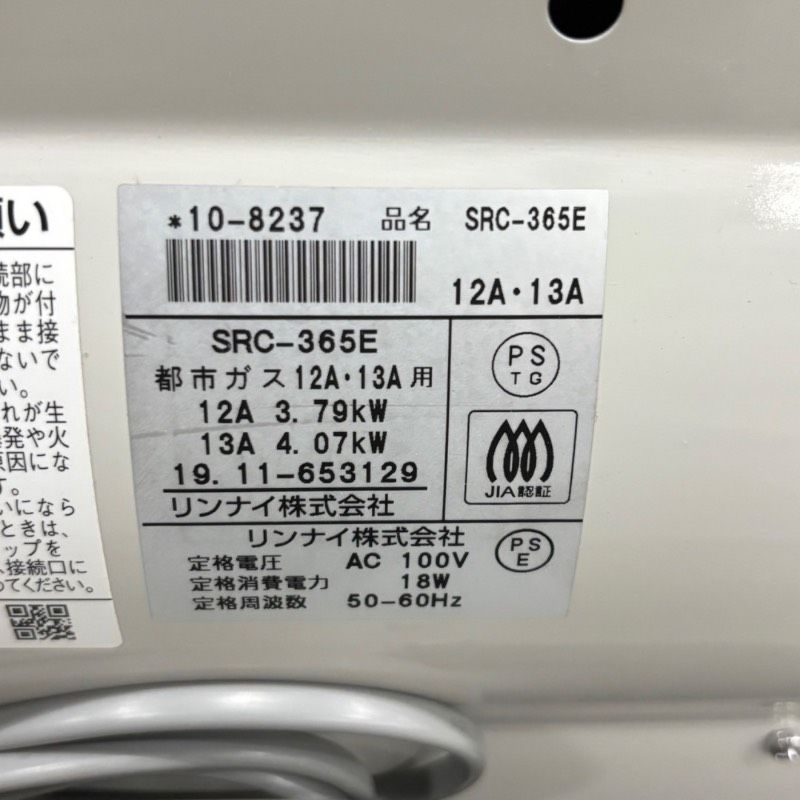 願い
続部に
物が付
まま接
ないで
い。
れが生
爆発や火
原因にな
す。
いになら
ときは、
ップを
、接続口に
ってください。
*10-8237 品名 SRC-365E
12A・13A
SRC-365E
都市ガス12A・13A用
12A 3.79kW
13A 4.07kW
19.11-653129
リンナイ株式会社
PS
TG
JIA認証
リンナイ株式会社
定格電圧 AC 100V
定格消費電力 18W
定格周波数 50-60Hz
PS
E